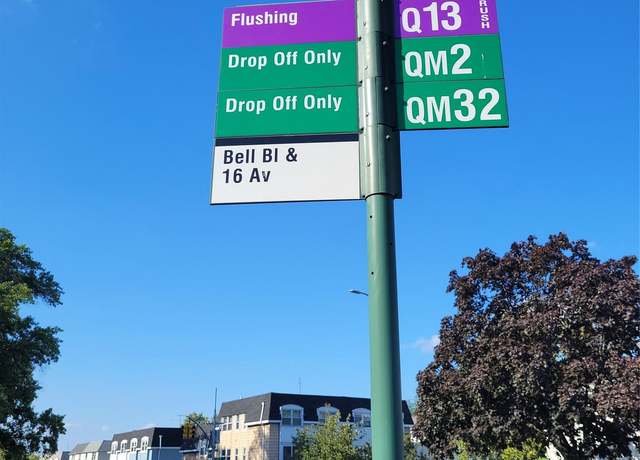 Flushing
Q13 RUSH
Drop Off Only
QM2
Drop Off Only
QM32
Bell Bl &
16 Av